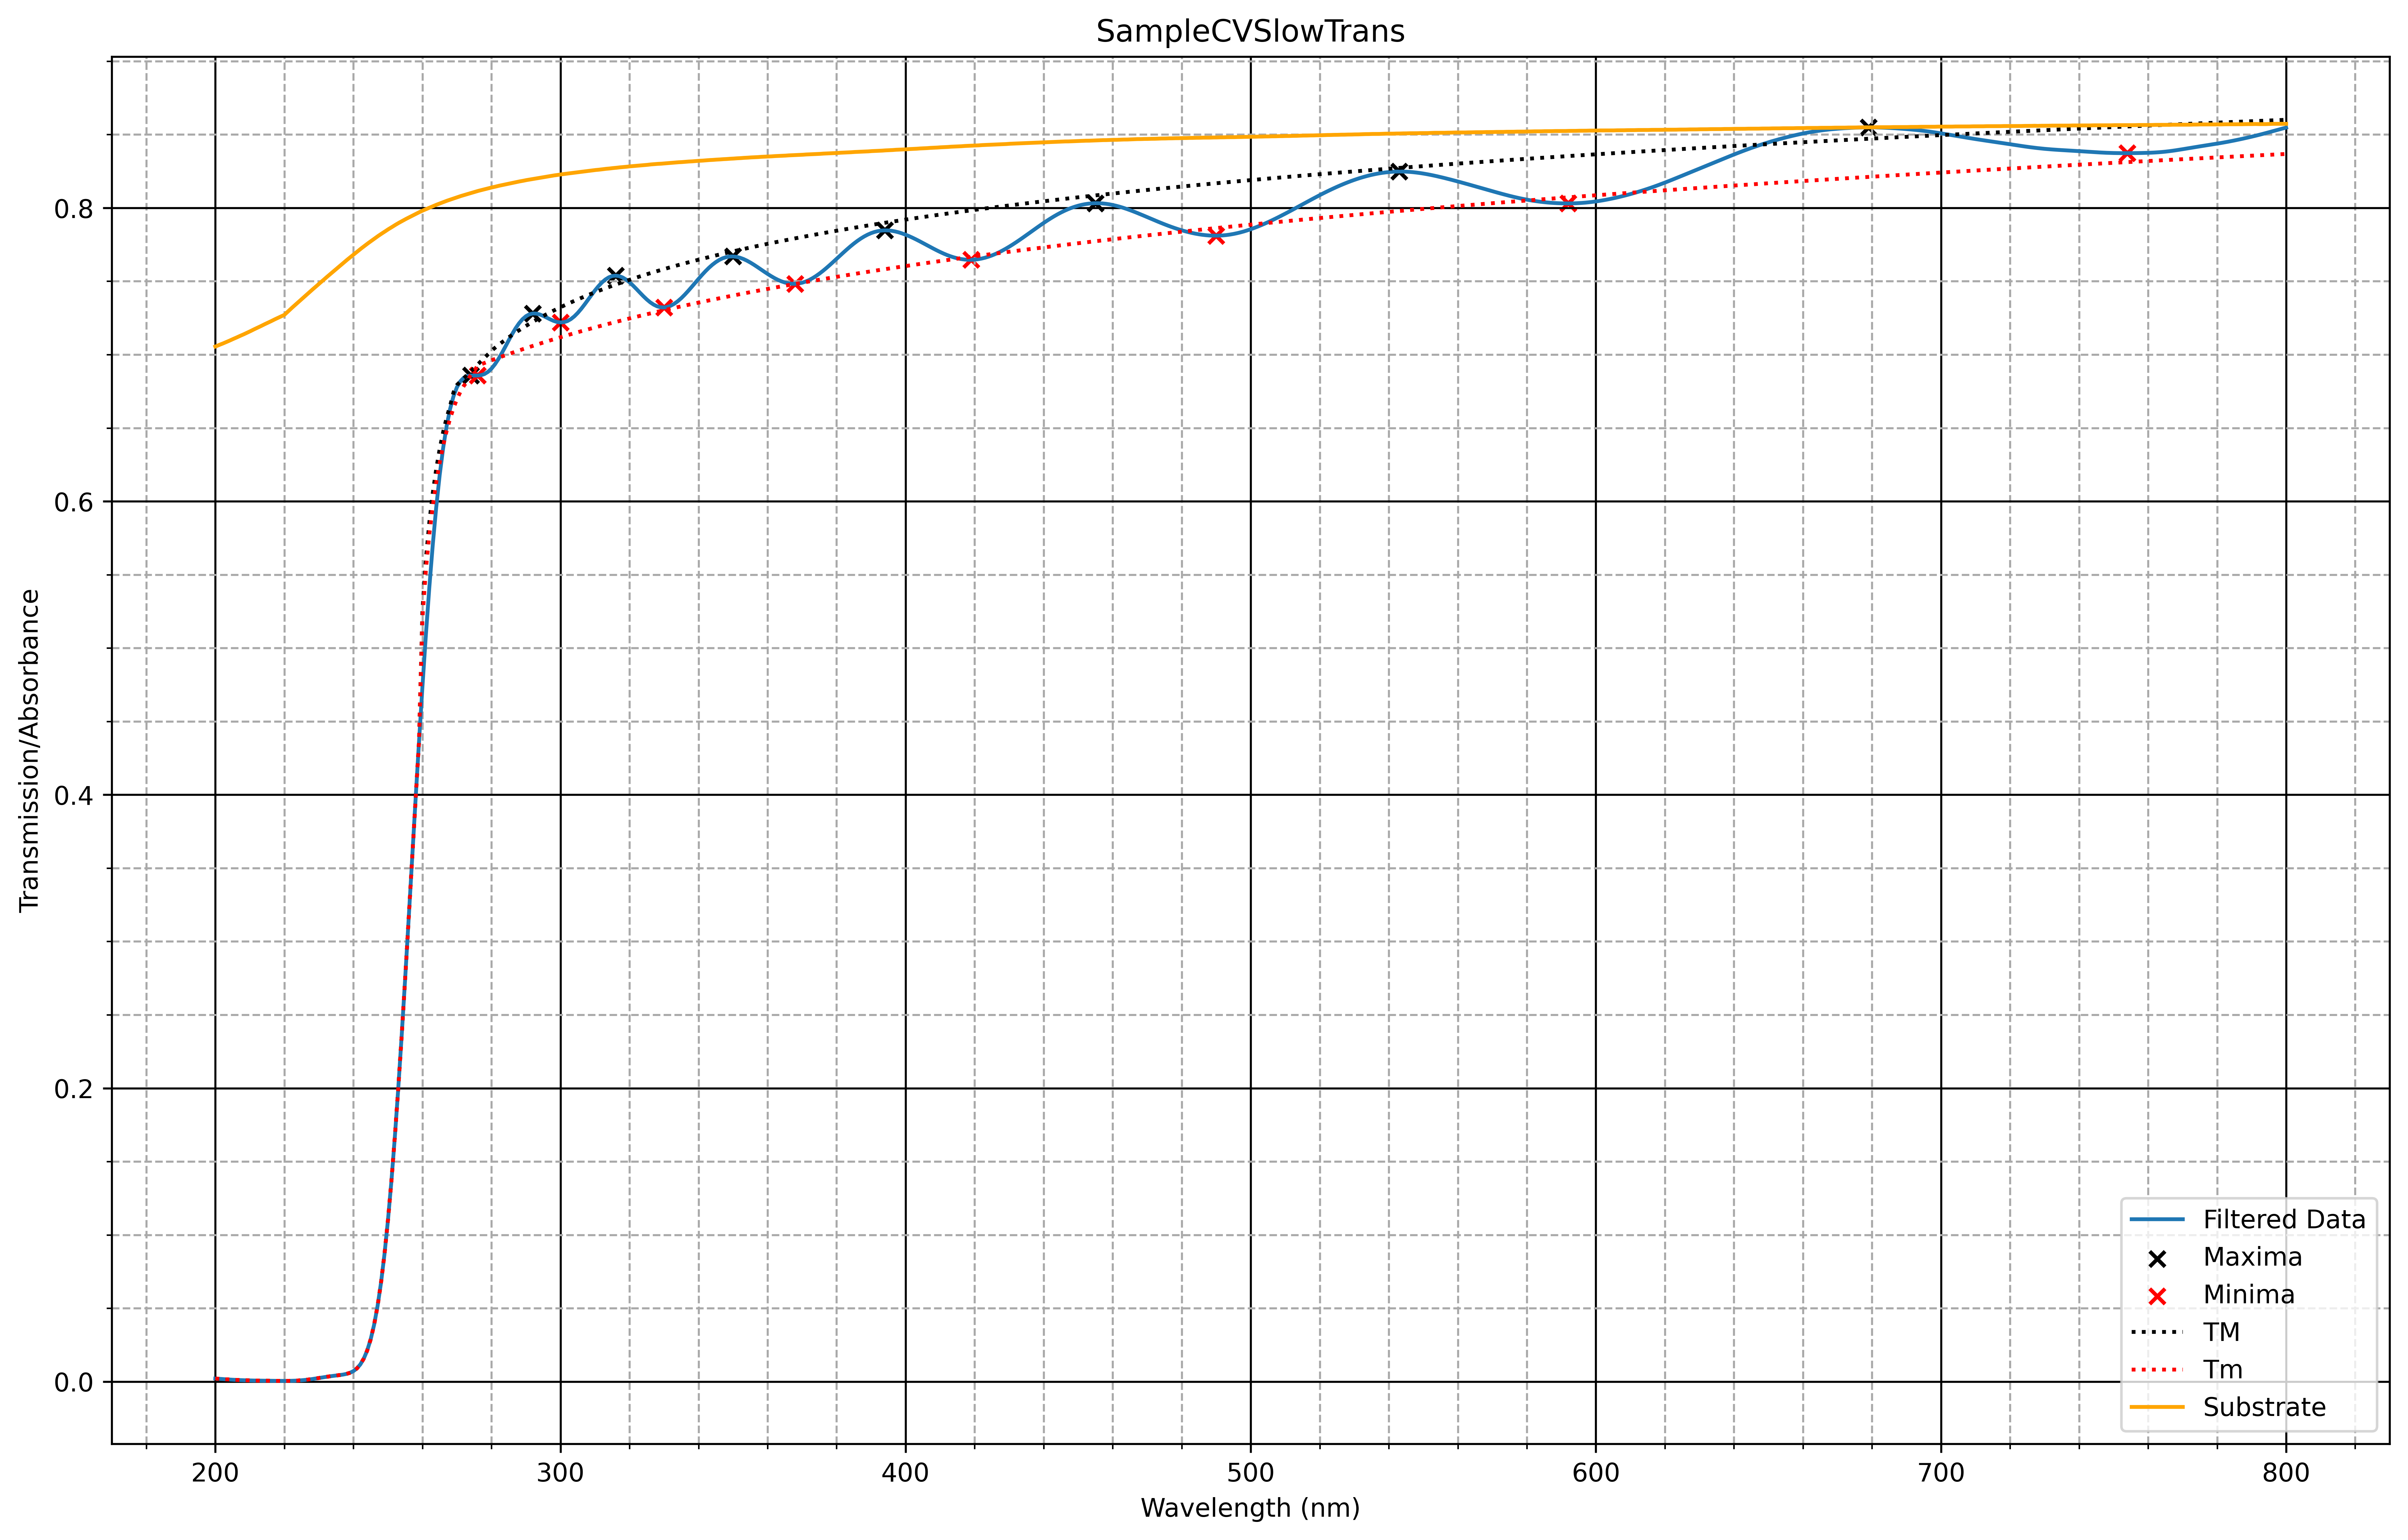 SampleCVSlowTrans
Transmission/Absorbance
0.8
0.6
0.4
0.2
0.0
200 300 400 500 600 700 800
Wavelength (nm)
Filtered Data
Maxima
Minima
TM
Tm
Substrate